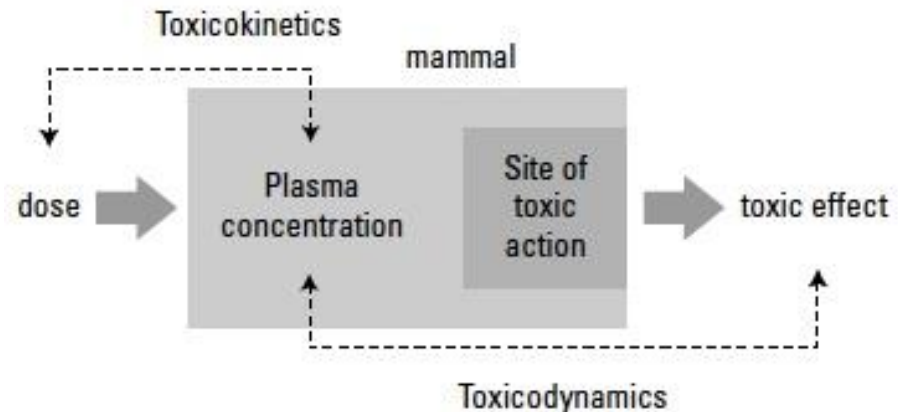 Toxicokinetics
mammal
dose
Plasma
concentration
Site of
toxic
action
toxic effect
Toxicodynamics